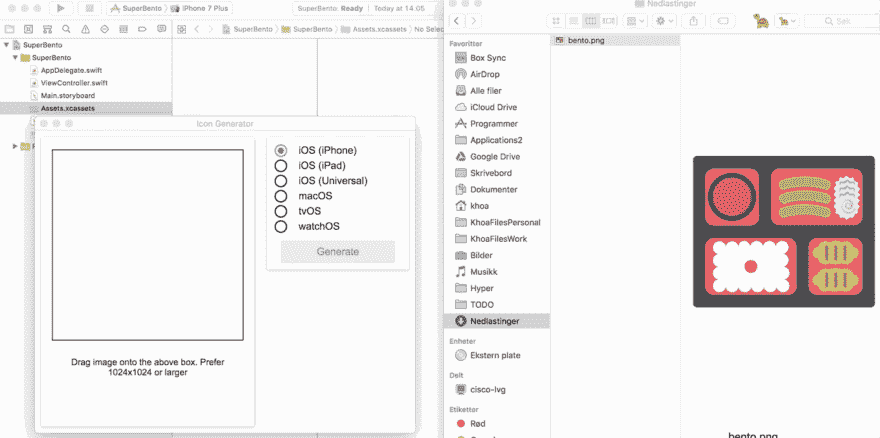 SuperBento
iPhone 7 Plus
SuperBento: Ready
Today at 14.05
SuperBento
SuperBento
Assets.xcassets
No Selec
SuperBento
SuperBento
AppDelegate.swift
ViewController.swift
Main.storyboard
Assets.xcassets
Icon Generator
iOS (iPhone)
iOS (iPad)
iOS (Universal)
macOS
tvOS
watchOS
Generate
Drag image onto the above box. Prefer
1024x1024 or larger
Nedlastinger
Søk
Favoritter
Box Sync
AirDrop
Alle filer
iCloud Drive
Programmer
Applications2
Google Drive
Skrivebord
Dokumenter
khoa
KhoaFilesPersonal
KhoaFilesWork
Bilder
Musikk
Hyper
TODO
Nedlastinger
Enheter
Ekstern plate
Delt
cisco-lvg
Etiketter
Rød
bento.png
bento.png